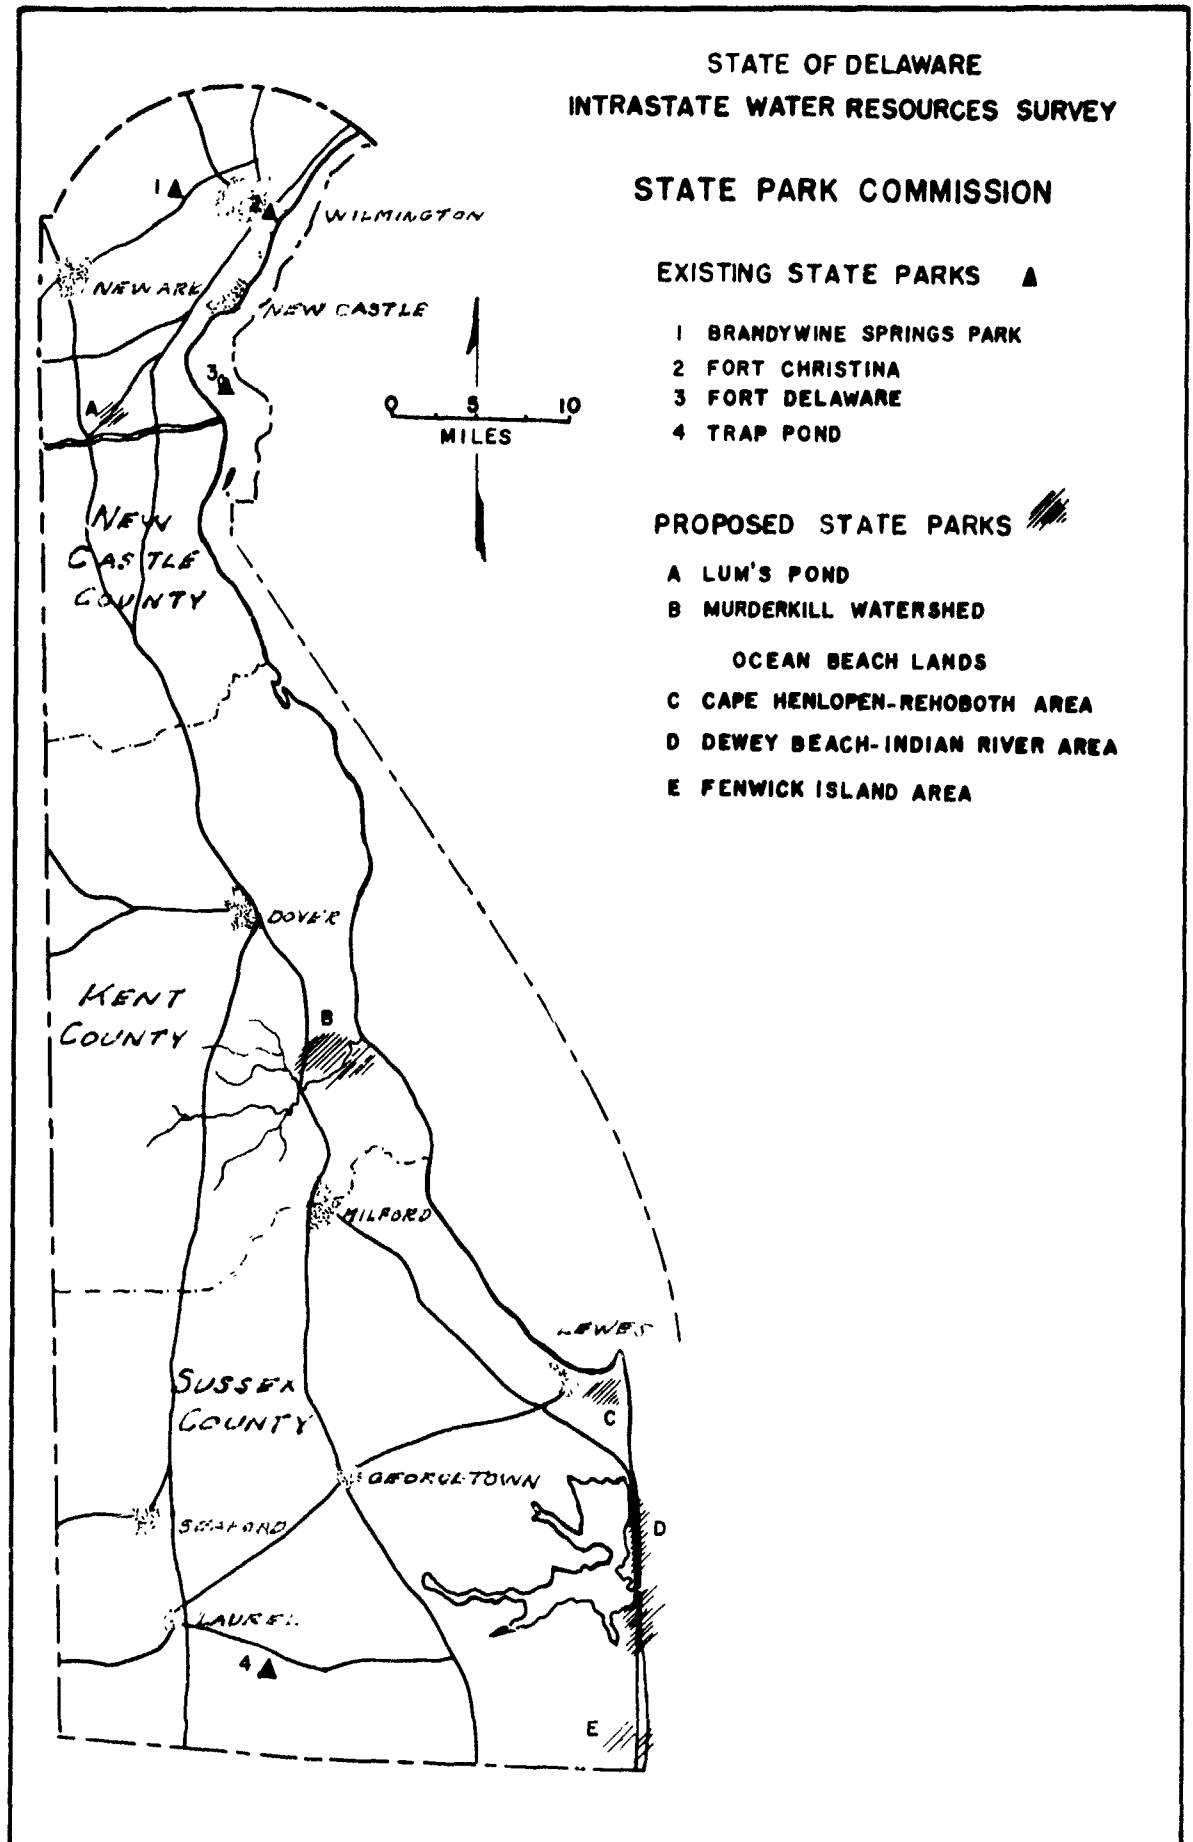 STATE OF DELAWARE
INTRASTATE WATER RESOURCES SURVEY
STATE PARK COMMISSION
EXISTING STATE PARKS
1 BRANDYWINE SPRINGS PARK
2 FORT CHRISTINA
3 FORT DELAWARE
4 TRAP POND
PROPOSED STATE PARKS
A LUM'S POND
B MURDERKILL WATERSHED
OCEAN BEACH LANDS
C CAPE HENLOPEN-REHOBOTH AREA
D DEWEY BEACH-INDIAN RIVER AREA
E FENWICK ISLAND AREA
0 5 10
MILES
1
2
WILMINGTON
NEWARK
NEW CASTLE
3
A
NEW
CASTLE
COUNTY
DOVER
KENT
COUNTY
B
MILFORD
LEWES
SUSSEX
COUNTY
C
GEORGETOWN
SEAFORD
D
LAUREL
4
E